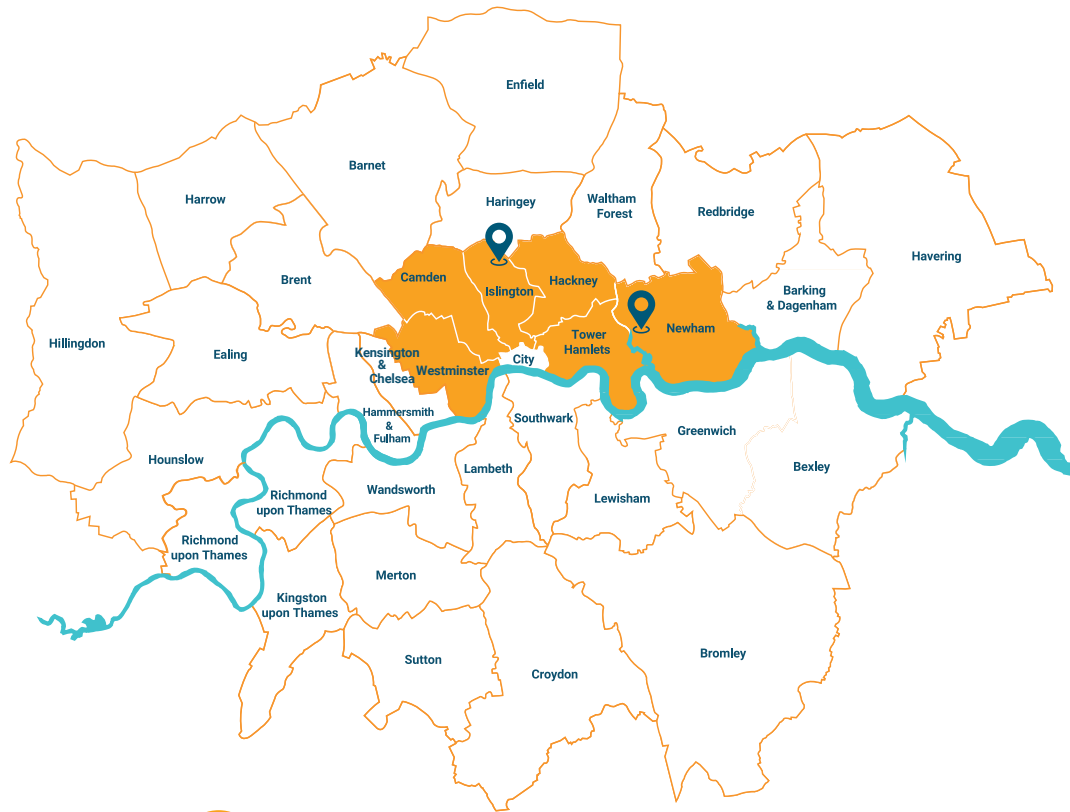 Enfield
Barnet
Harrow
Haringey
Waltham
Forest
Redbridge
Havering
Brent
Camden
Islington
Hackney
Barking
& Dagenham
Newham
Hillingdon
Ealing
Kensington
&
Chelsea
Westminster
City
Tower
Hamlets
Hammersmith
&
Fulham
Southwark
Greenwich
Hounslow
Lambeth
Bexley
Wandsworth
Lewisham
Richmond
upon Thames
Richmond
upon Thames
Merton
Kingston
upon Thames
Sutton
Croydon
Bromley